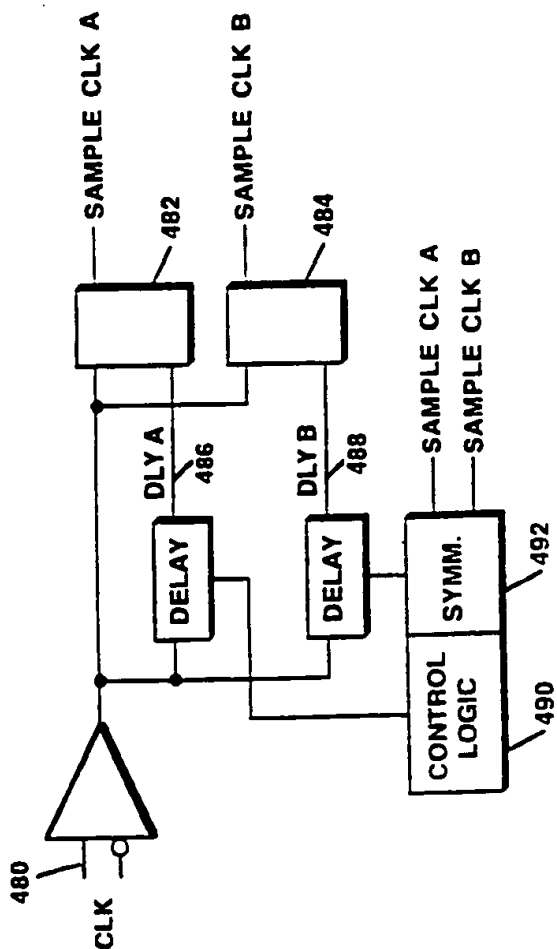 480
CLK
SAMPLE CLK A
482
SAMPLE CLK B
484
DLY A
486
DELAY
DLY B
488
DELAY
CONTROL
LOGIC
SYMM.
SAMPLE CLK A
SAMPLE CLK B
490
492